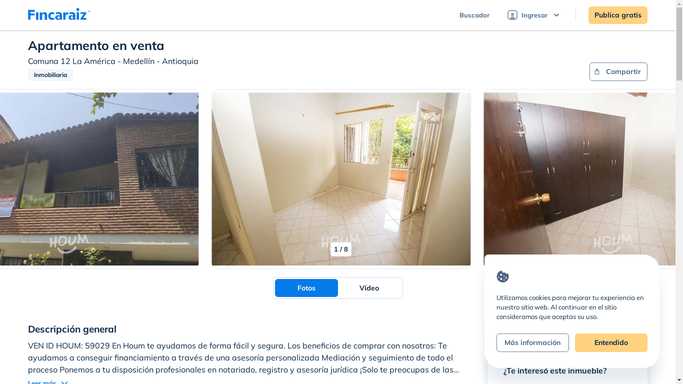 Fincaraiz
Buscador
Ingresar
Publica gratis
Apartamento en venta
Comuna 12 La América - Medellín - Antioquia
Inmobiliaria
Compartir
HOUM
HOUM
HOUM
1 / 8
Fotos
Video
Descripción general
VEN ID HOUM: 59029 En Houm te ayudamos de forma fácil y segura. Los beneficios de comprar con nosotros: Te
ayudamos a conseguir financiamiento a través de una asesoría personalizada Mediación y seguimiento de todo el
proceso Ponemos a tu disposición profesionales en notariado, registro y asesoría jurídica ¡Solo te preocupas de las...
Leer más
Utilizamos cookies para mejorar tu experiencia en
nuestro sitio web. Al continuar en el sitio
consideramos que aceptas su uso.
Más información
Entendido
¿Te interesó este inmueble?